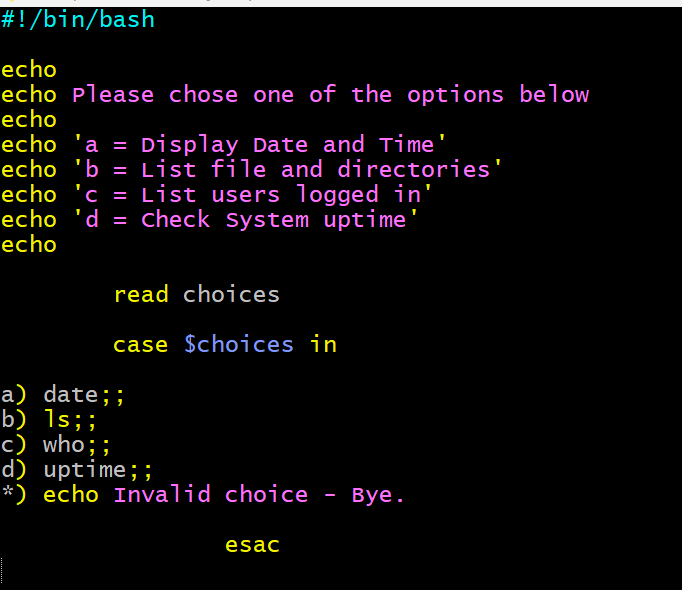 #!/bin/bash
echo
echo Please chose one of the options below
echo
echo 'a = Display Date and Time'
echo 'b = List file and directories'
echo 'c = List users logged in'
echo 'd = Check System uptime'
echo
read choices
case $choices in
a) date;;
b) ls;;
c) who;;
d) uptime;;
*) echo Invalid choice - Bye.
esac